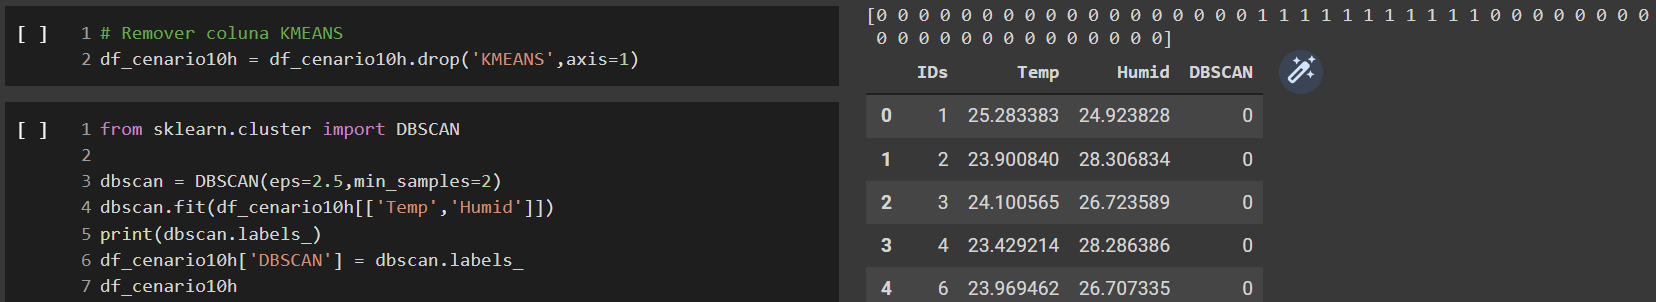 [ ] 1 # Remover coluna KMEANS
2 df_cenario10h = df_cenario10h.drop('KMEANS',axis=1)
[ ] 1 from sklearn.cluster import DBSCAN
2
3 dbscan = DBSCAN(eps=2.5,min_samples=2)
4 dbscan.fit(df_cenario10h[['Temp','Humid']])
5 print(dbscan.labels_)
6 df_cenario10h['DBSCAN'] = dbscan.labels_
7 df_cenario10h
[0 0 0 0 0 0 0 0 0 0 0 0 0 0 0 0 0 0 1 1 1 1 1 1 1 1 1 1 1 0 0 0 0 0 0 0 0
0 0 0 0 0 0 0 0 0 0 0 0 0 0]
IDs Temp Humid DBSCAN
0 1 25.283383 24.923828 0
1 2 23.900840 28.306834 0
2 3 24.100565 26.723589 0
3 4 23.429214 28.286386 0
4 6 23.969462 26.707335 0